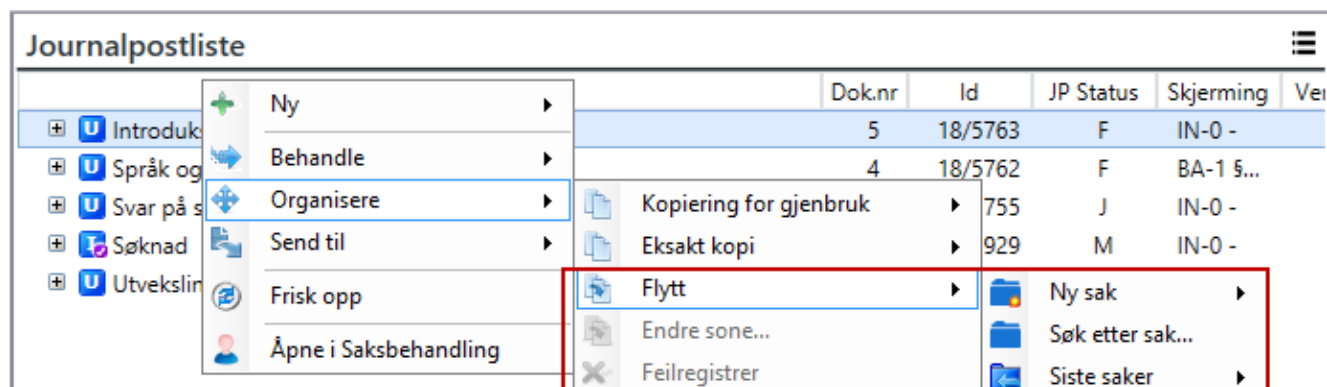 Journalpostliste
Dok.nr Id JP Status Skjerming
Ny
U Introduks 5 18/5763 F IN-0 -
Behandle
U Språk og 4 18/5762 F BA-1 §...
Organisere Kopiering for gjenbruk
U Svar på s 755 J IN-0 -
Send til Eksakt kopi
I Søknad 929 M IN-0 -
U Utvekslin Flytt Ny sak
Frisk opp
Endre sone... Søk etter sak...
Åpne i Saksbehandling
Feilregistrer Siste saker